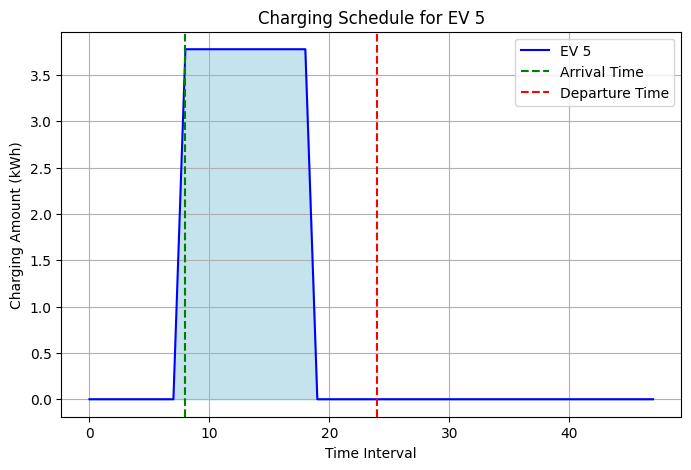 Charging Schedule for EV 5
EV 5
Arrival Time
Departure Time
Charging Amount (kWh)
3.5
3.0
2.5
2.0
1.5
1.0
0.5
0.0
0 10 20 30 40
Time Interval